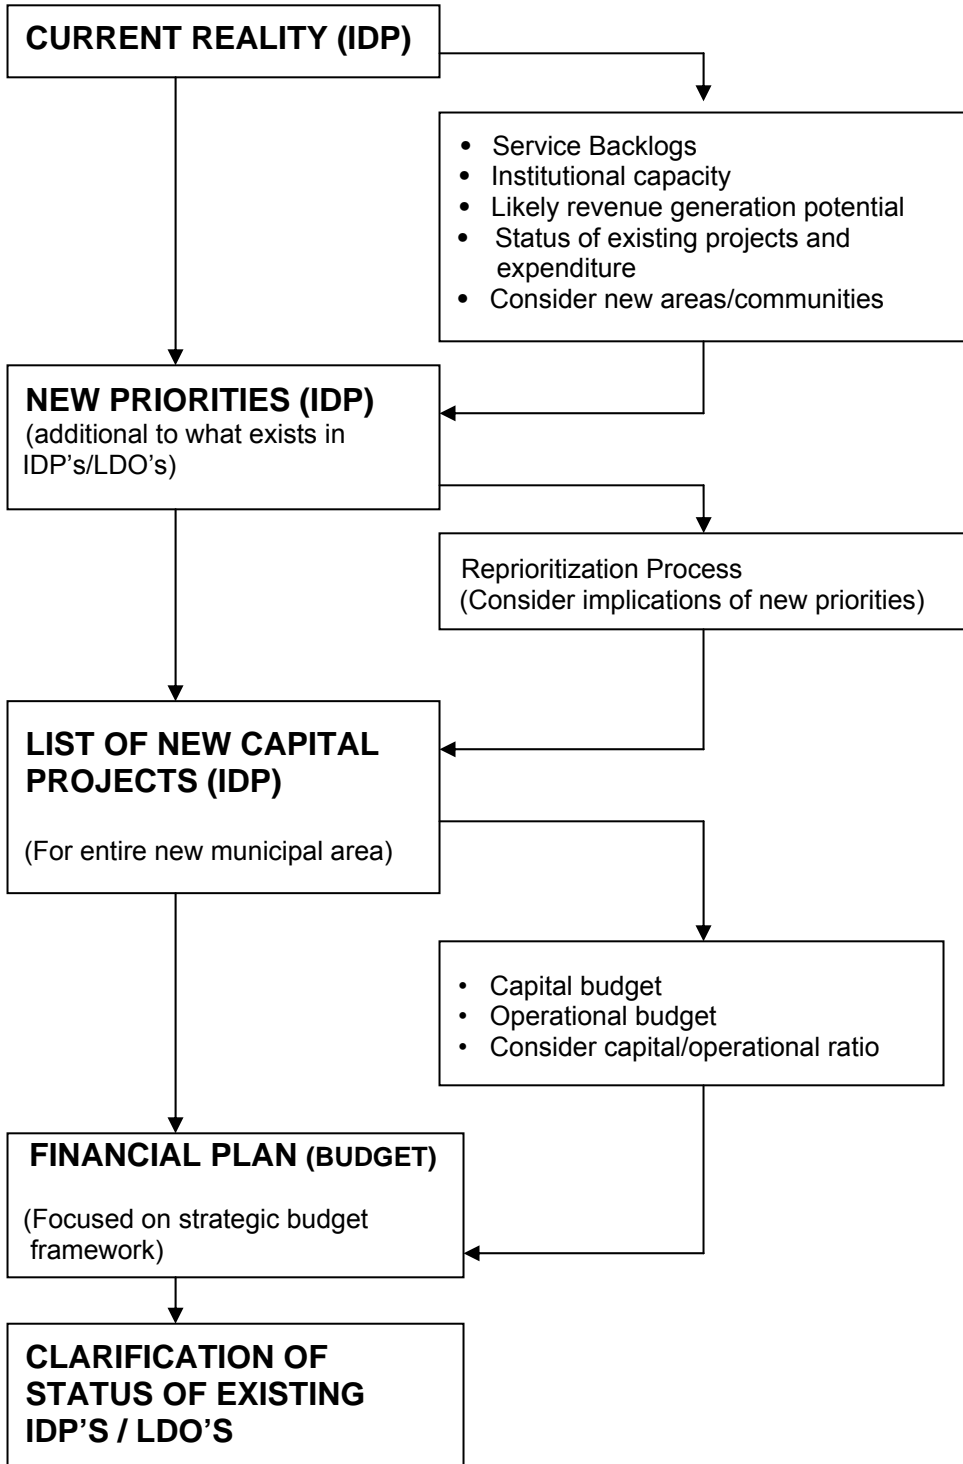 CURRENT REALITY (IDP)
• Service Backlogs
• Institutional capacity
• Likely revenue generation potential
• Status of existing projects and
expenditure
• Consider new areas/communities
NEW PRIORITIES (IDP)
(additional to what exists in
IDP’s/LDO’s)
Reprioritization Process
(Consider implications of new priorities)
LIST OF NEW CAPITAL
PROJECTS (IDP)
(For entire new municipal area)
• Capital budget
• Operational budget
• Consider capital/operational ratio
FINANCIAL PLAN (BUDGET)
(Focused on strategic budget
framework)
CLARIFICATION OF
STATUS OF EXISTING
IDP’S / LDO’S